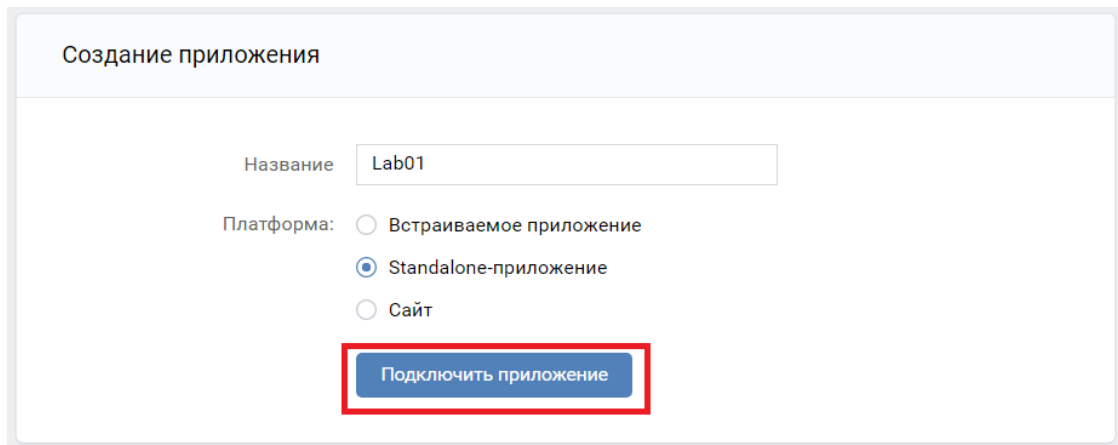 Создание приложения
Название Lab01
Платформа: Встраиваемое приложение
Standalone-приложение
Сайт
Подключить приложение